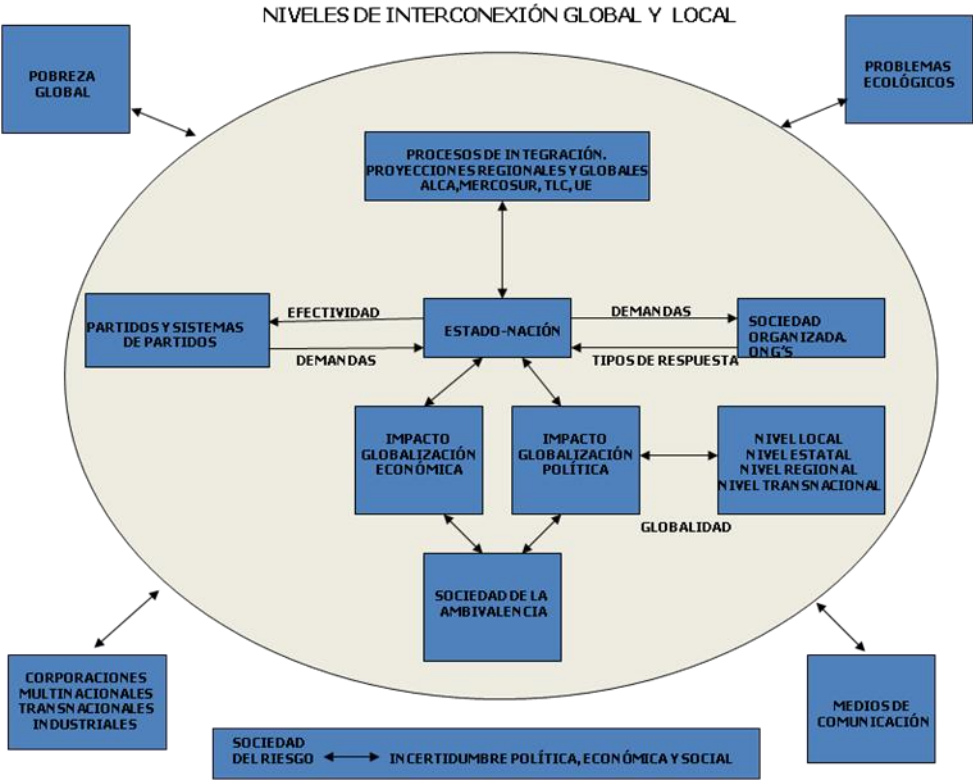 NIVELES DE INTERCONEXIÓN GLOBAL Y LOCAL
POBREZA
GLOBAL
PROBLEMAS
ECOLÓGICOS
PROCESOS DE INTEGRACIÓN.
PROYECCIONES REGIONALES Y GLOBALES
ALCA,MERCOSUR, TLC, UE
PARTIDOS Y SISTEMAS
DE PARTIDOS
EFECTIVIDAD
DEMANDAS
ESTADO-NACIÓN
DEMANDAS
TIPOS DE RESPUESTA
SOCIEDAD
ORGANIZADA.
ONG'S
IMPACTO
GLOBALIZACIÓN
ECONÓMICA
IMPACTO
GLOBALIZACIÓN
POLÍTICA
NIVEL LOCAL
NIVEL ESTATAL
NIVEL REGIONAL
NIVEL TRANSNACIONAL
GLOBALIDAD
SOCIEDAD DE LA
AMBIVALENCIA
CORPORACIONES
MULTINACIONALES
TRANSNACIONALES
INDUSTRIALES
MEDIOS DE
COMUNICACIÓN
SOCIEDAD
DEL RIESGO
INCERTIDUMBRE POLÍTICA, ECONÓMICA Y SOCIAL